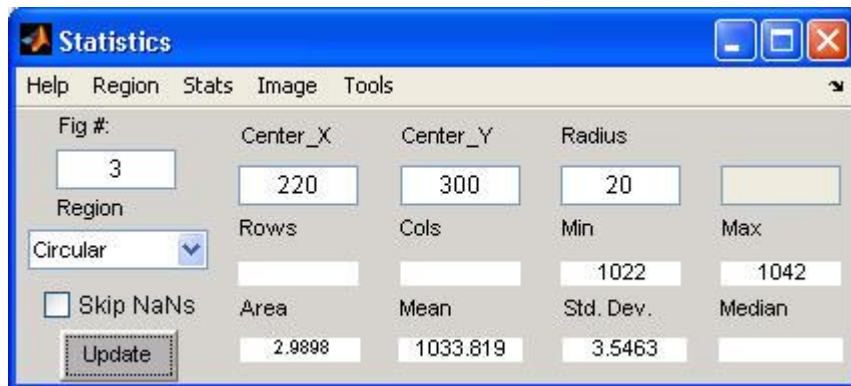 Statistics
Help Region Stats Image Tools
Fig #: Center_X Center_Y Radius
3 220 300 20
Region Rows Cols Min Max
Circular 1022 1042
Skip NaNs Area Mean Std. Dev. Median
Update 2.9898 1033.819 3.5463